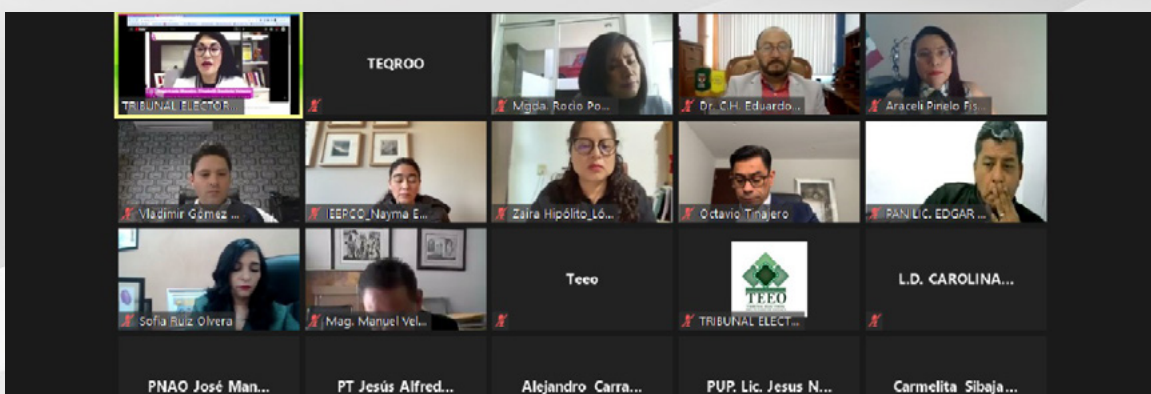 TRIBUNAL ELECTOR...
TEQROO
Mgda. Rocio Po...
Dr. C.H. Eduardo...
Araceli Pinelo Fis...
Vladimir Gómez ...
IEEPCO_Nayma E...
Zaira Hipólito_Ló...
Octavio Tinajero
PAN LIC. EDGAR ...
Sofia Ruiz Olvera
Mag. Manuel Vel...
Teeo
TEEO
TRIBUNAL ELECT...
L.D. CAROLINA...
PNAO José Man...
PT Jesús Alfred...
Alejandro Carra...
PUP. Lic. Jesus N...
Carmelita Sibaja...